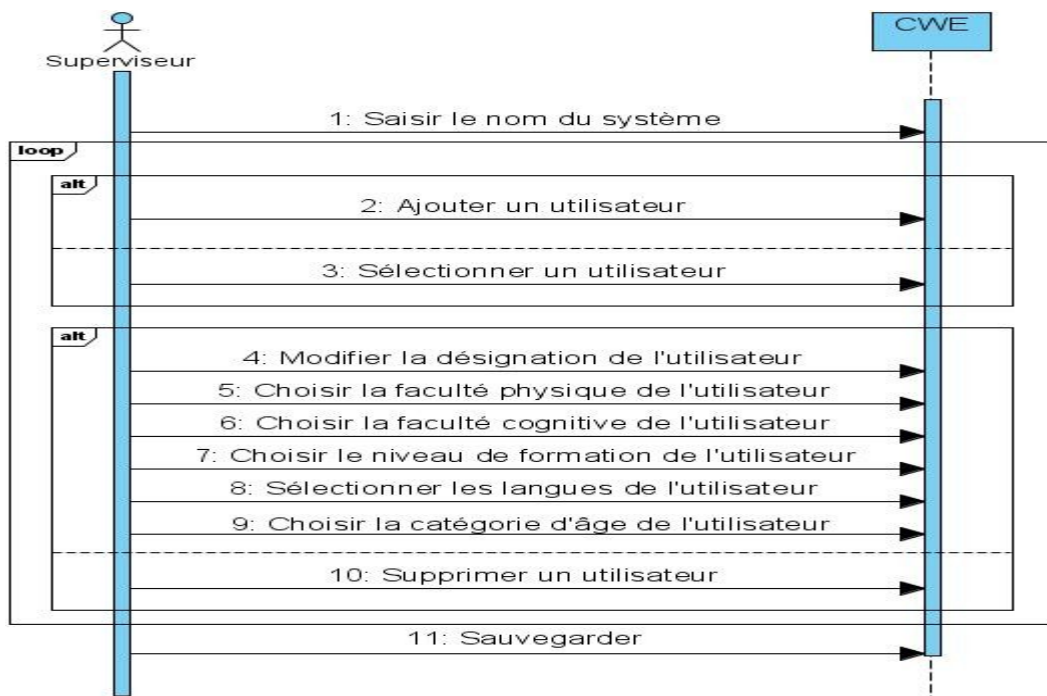 CWE
Superviseur
1: Saisir le nom du système
loop
alt
2: Ajouter un utilisateur
3: Sélectionner un utilisateur
alt
4: Modifier la désignation de l'utilisateur
5: Choisir la faculté physique de l'utilisateur
6: Choisir la faculté cognitive de l'utilisateur
7: Choisir le niveau de formation de l'utilisateur
8: Sélectionner les langues de l'utilisateur
9: Choisir la catégorie d'âge de l'utilisateur
10: Supprimer un utilisateur
11: Sauvegarder